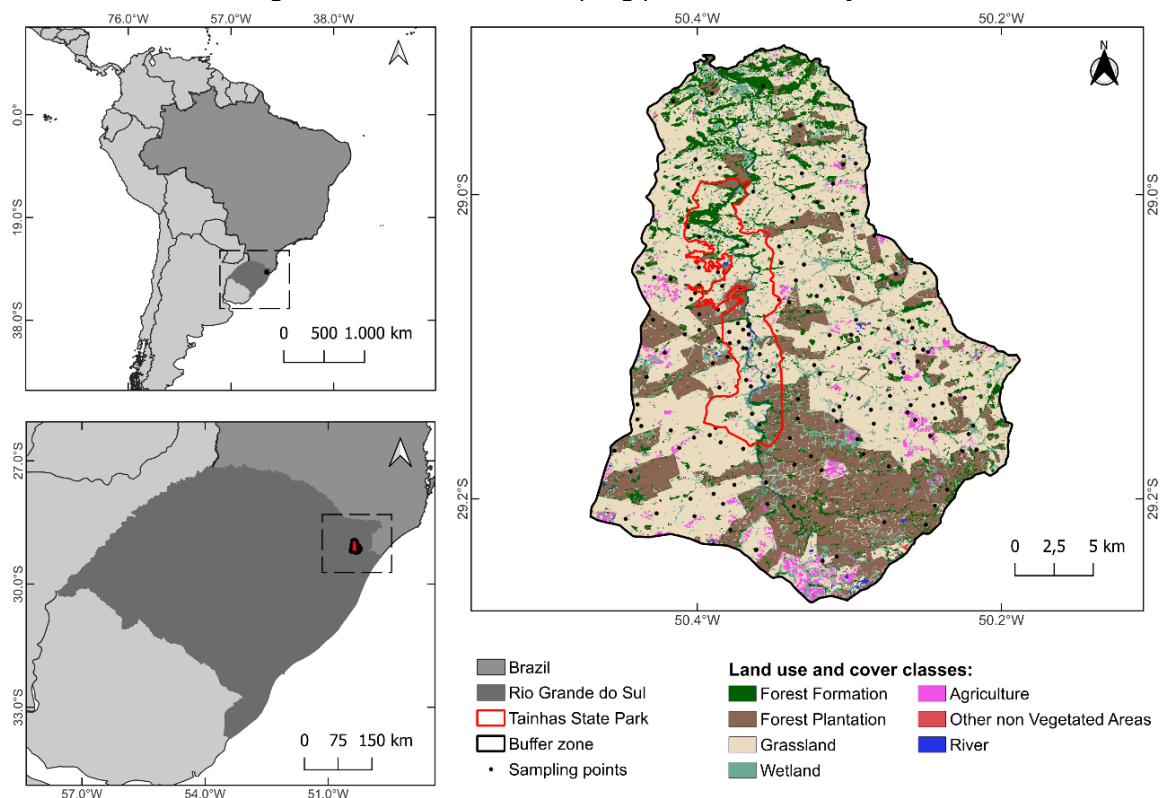 76.0°W 57.0°W 38.0°W
0.0°
19.0°S
38.0°S
0 500 1.000 km
27.0°S
30.0°S
33.0°S
0 75 150 km
57.0°W 54.0°W 51.0°W
50.4°W 50.2°W
N
29.0°S 29.0°S
29.2°S 29.2°S
0 2,5 5 km
50.4°W 50.2°W
Brazil
Rio Grande do Sul
Tainhas State Park
Buffer zone
Sampling points
Land use and cover classes:
Forest Formation
Forest Plantation
Grassland
Wetland
Agriculture
Other non Vegetated Areas
River